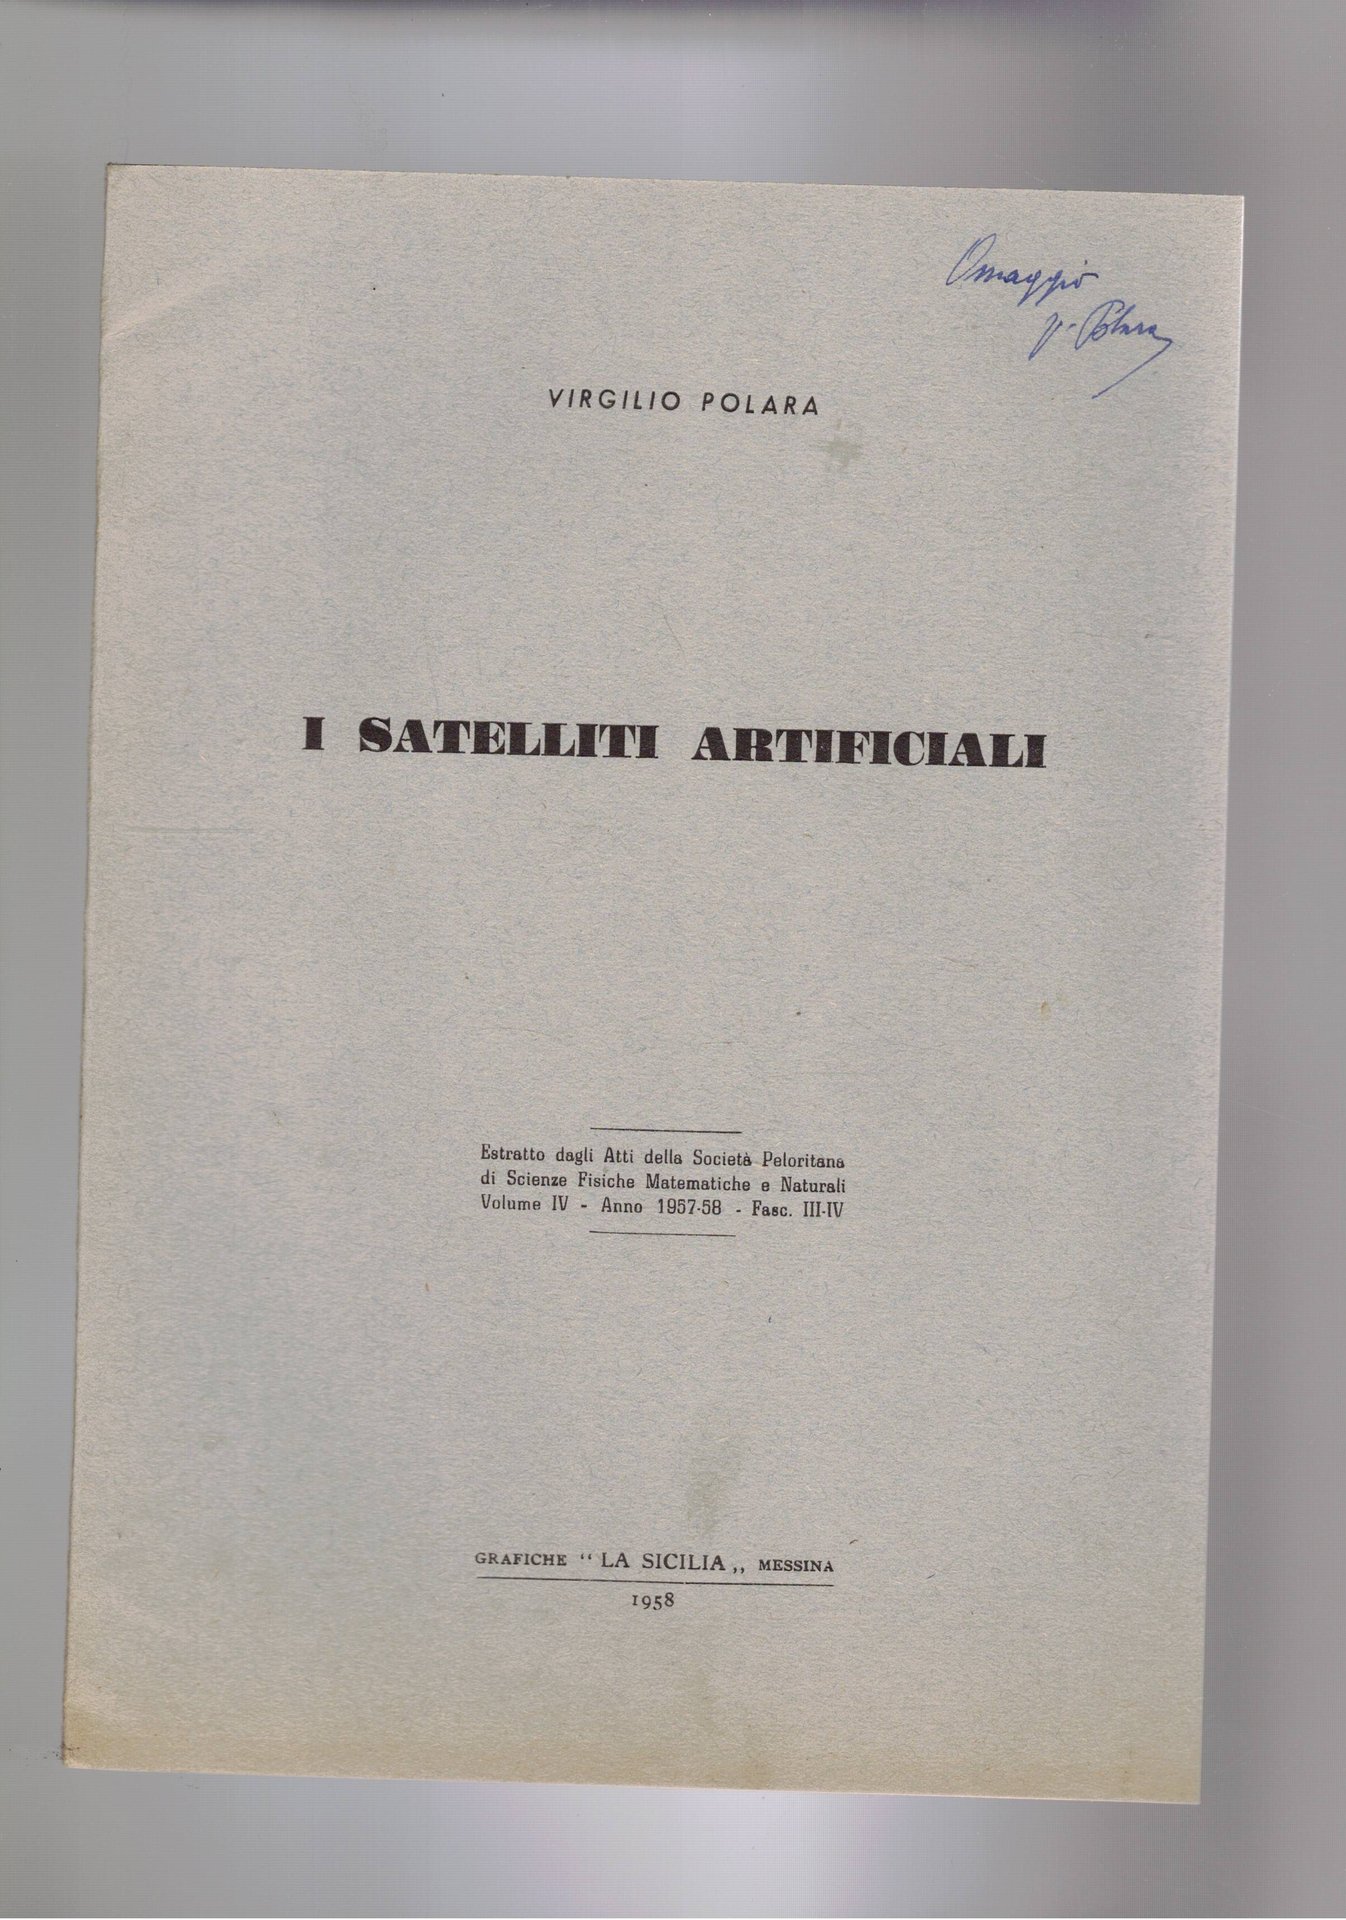 Omaggio
V. Polara
VIRGILIO POLARA
I SATELLITI ARTIFICIALI
Estratto dagli Atti della Società Peloritana
di Scienze Fisiche Matematiche e Naturali
Volume IV - Anno 1957-58 - Fasc. III-IV
GRAFICHE “ LA SICILIA „ MESSINA
1958